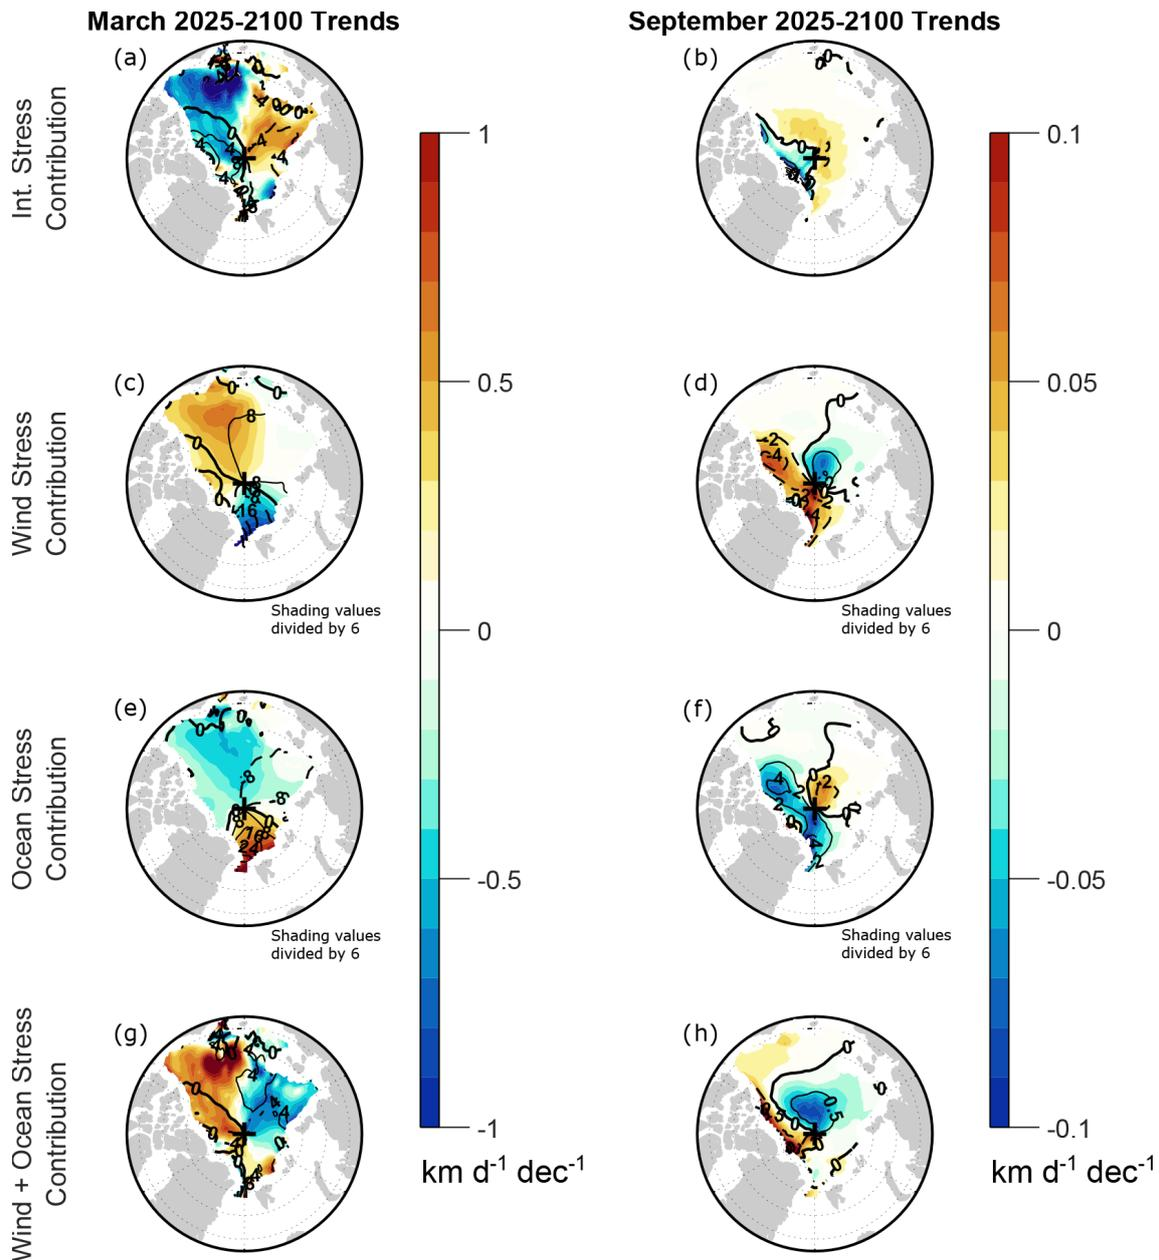 March 2025-2100 Trends
September 2025-2100 Trends
Int. Stress
Contribution
(a)
(b)
Wind Stress
Contribution
(c)
(d)
Shading values
divided by 6
Shading values
divided by 6
Ocean Stress
Contribution
(e)
(f)
Shading values
divided by 6
Shading values
divided by 6
Wind + Ocean Stress
Contribution
(g)
(h)
1
0.5
0
-0.5
-1
km d-1 dec-1
0.1
0.05
0
-0.05
-0.1
km d-1 dec-1